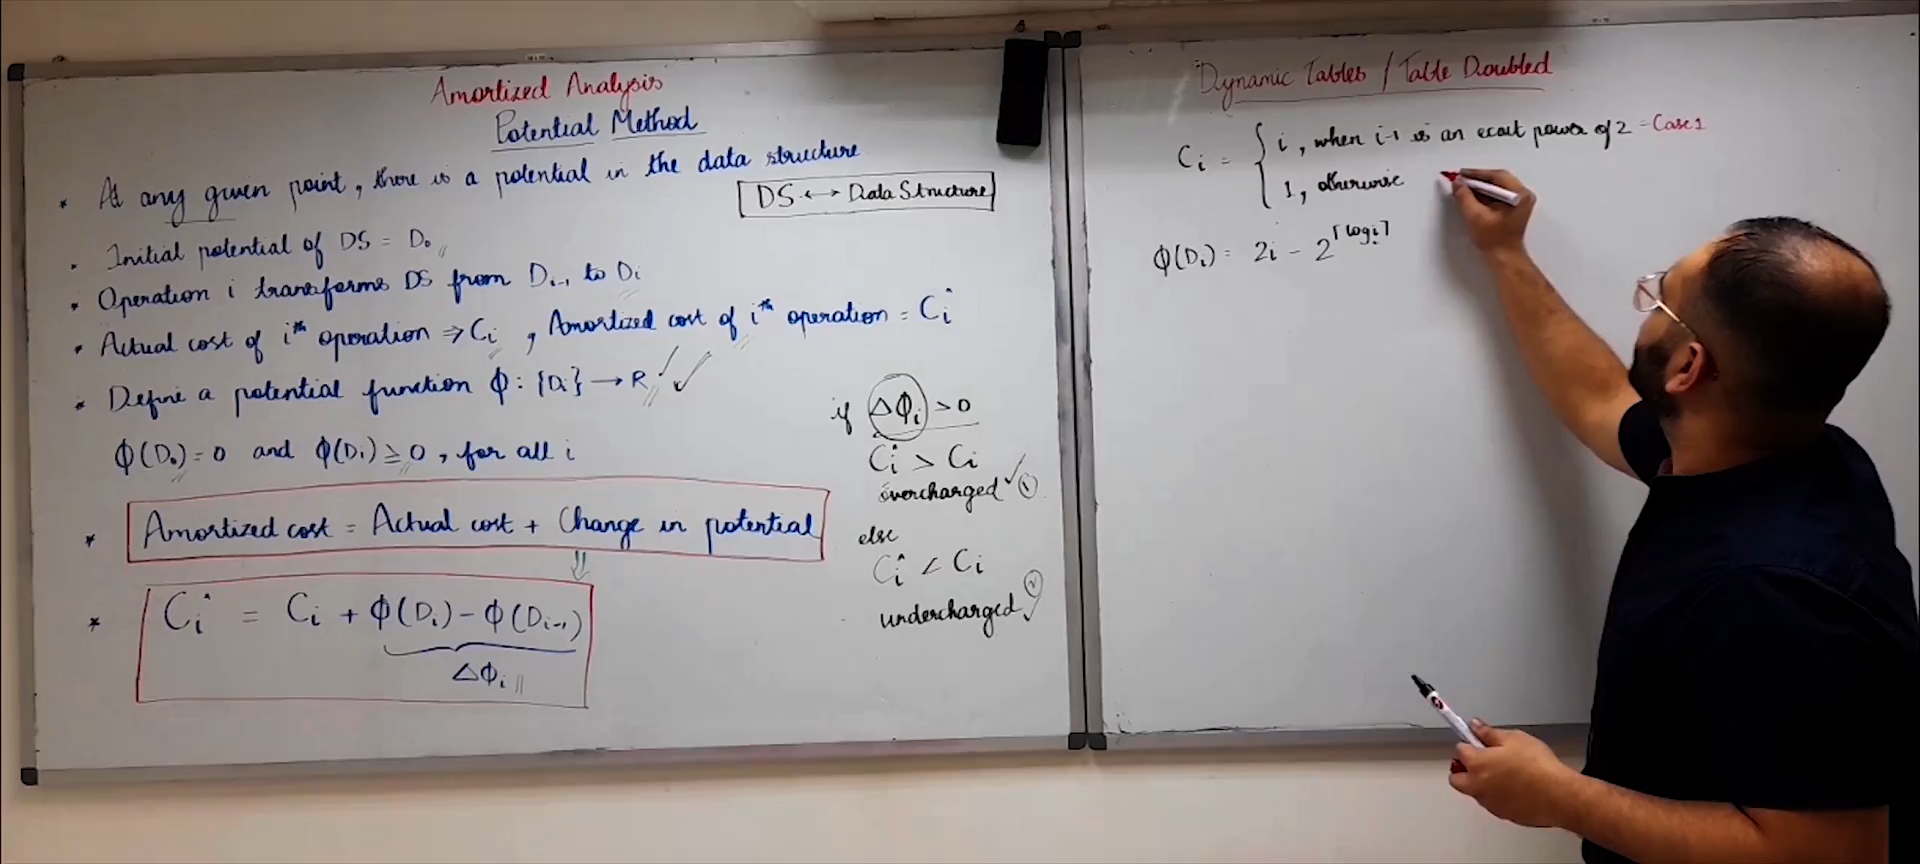 Amortized Analysis
Potential Method
* At any given point, there is a potential in the data structure
DS ↔ Data Structure
* Initial potential of DS = D₀
* Operation i transforms DS from Dᵢ₋₁ to Dᵢ
* Actual cost of iᵗʰ operation ⇒ Cᵢ , Amortized cost of iᵗʰ operation = Ĉᵢ
* Define a potential function ϕ : {Dᵢ} → R ✓ ✓
ϕ(D₀) = 0 and ϕ(Dᵢ) ≥ 0, for all i
* Amortized cost = Actual cost + Change in potential
⇓
* Ĉᵢ = Cᵢ + ϕ(Dᵢ) - ϕ(Dᵢ₋₁)
Δϕᵢ
if Δϕᵢ > 0
Ĉᵢ > Cᵢ
overcharged ✓ ①
else
Ĉᵢ < Cᵢ
undercharged ✓ ②
Dynamic Tables / Table Doubled
Cᵢ = { i , when i-1 is an exact power of 2 - Case 1
1, otherwise
ϕ(Dᵢ) = 2i - 2^⌈log i⌉